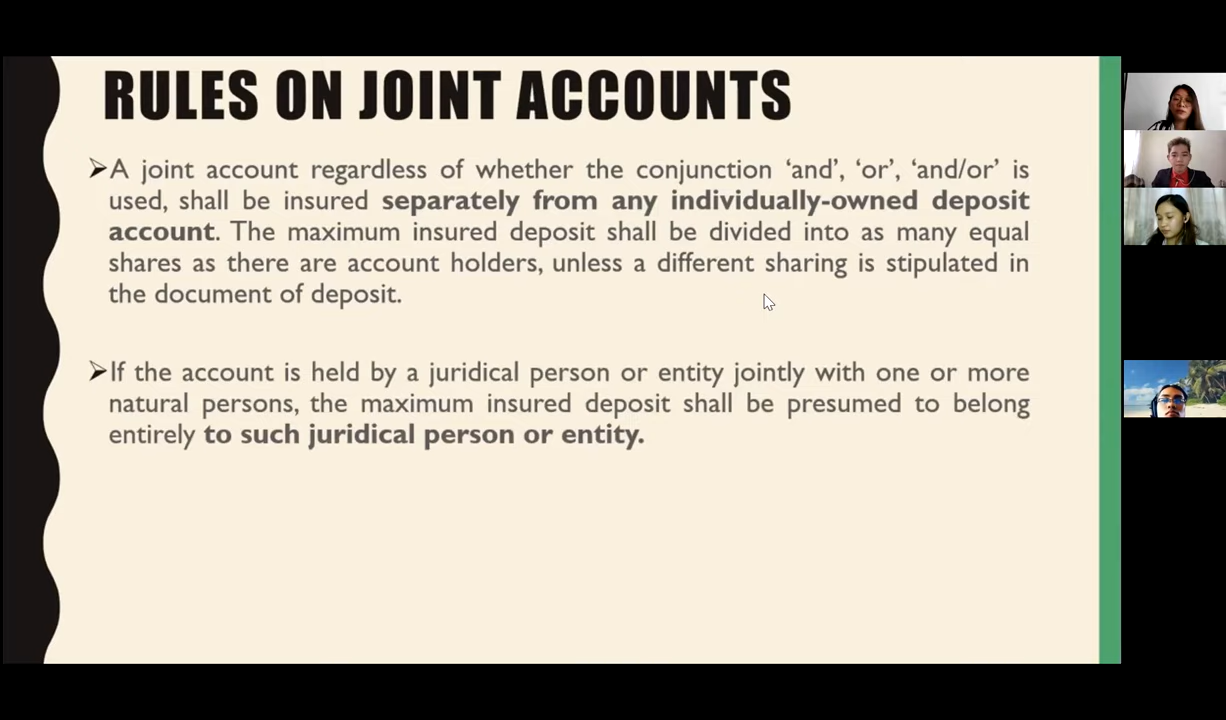 RULES ON JOINT ACCOUNTS
➢A joint account regardless of whether the conjunction ‘and’, ‘or’, ‘and/or’ is
used, shall be insured separately from any individually-owned deposit
account. The maximum insured deposit shall be divided into as many equal
shares as there are account holders, unless a different sharing is stipulated in
the document of deposit.
➢If the account is held by a juridical person or entity jointly with one or more
natural persons, the maximum insured deposit shall be presumed to belong
entirely to such juridical person or entity.